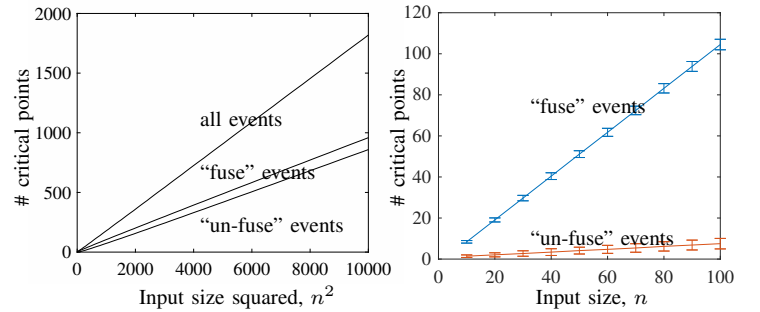 2000
1500
1000
500
0
# critical points
all events
“fuse” events
“un-fuse” events
0 2000 4000 6000 8000 10000
Input size squared, n²
120
100
80
60
40
20
0
# critical points
“fuse” events
“un-fuse” events
0 20 40 60 80 100
Input size, n